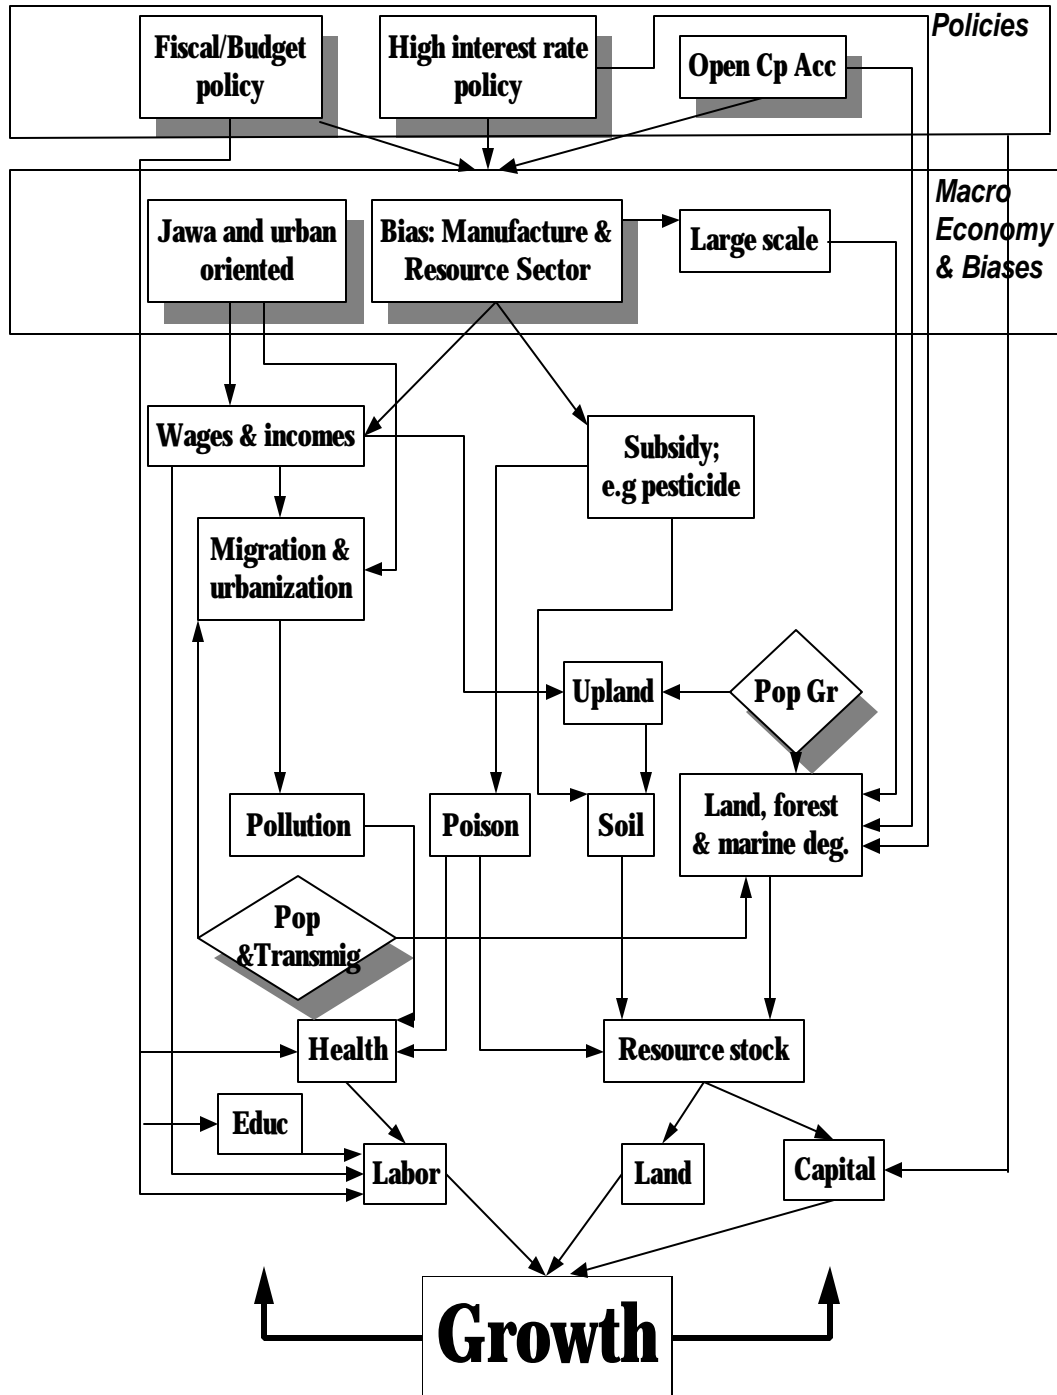 Policies
Fiscal/Budget
policy
High interest rate
policy
Open Cp Acc
Macro
Economy
& Biases
Jawa and urban
oriented
Bias: Manufacture &
Resource Sector
Large scale
Wages & incomes
Subsidy;
e.g pesticide
Migration &
urbanization
Upland
Pop Gr
Pollution
Poison
Soil
Land, forest
& marine deg.
Pop
&Transmig
Health
Resource stock
Educ
Labor
Land
Capital
Growth